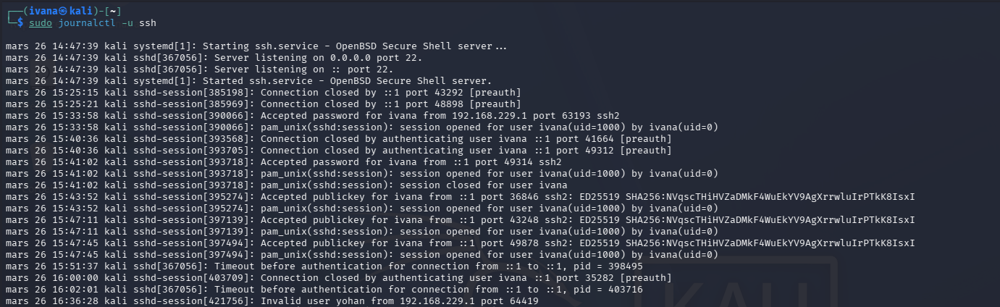 ┌──(ivana㉿kali)-[~]
└─$ sudo journalctl -u ssh
mars 26 14:47:39 kali systemd[1]: Starting ssh.service - OpenBSD Secure Shell server...
mars 26 14:47:39 kali sshd[367056]: Server listening on 0.0.0.0 port 22.
mars 26 14:47:39 kali sshd[367056]: Server listening on :: port 22.
mars 26 14:47:39 kali systemd[1]: Started ssh.service - OpenBSD Secure Shell server.
mars 26 15:25:15 kali sshd-session[385198]: Connection closed by ::1 port 43292 [preauth]
mars 26 15:25:21 kali sshd-session[385969]: Connection closed by ::1 port 48898 [preauth]
mars 26 15:33:58 kali sshd-session[390066]: Accepted password for ivana from 192.168.229.1 port 63193 ssh2
mars 26 15:33:58 kali sshd-session[390066]: pam_unix(sshd:session): session opened for user ivana(uid=1000) by ivana(uid=0)
mars 26 15:40:36 kali sshd-session[393568]: Connection closed by authenticating user ivana ::1 port 41664 [preauth]
mars 26 15:40:36 kali sshd-session[393705]: Connection closed by authenticating user ivana ::1 port 49312 [preauth]
mars 26 15:41:02 kali sshd-session[393718]: Accepted password for ivana from ::1 port 49314 ssh2
mars 26 15:41:02 kali sshd-session[393718]: pam_unix(sshd:session): session opened for user ivana(uid=1000) by ivana(uid=0)
mars 26 15:41:02 kali sshd-session[393718]: pam_unix(sshd:session): session closed for user ivana
mars 26 15:43:52 kali sshd-session[395274]: Accepted publickey for ivana from ::1 port 36846 ssh2: ED25519 SHA256:NVqscTHiHVZaDMkF4WuEkYV9AgXrrwluIrPTkK8IsxI
mars 26 15:43:52 kali sshd-session[395274]: pam_unix(sshd:session): session opened for user ivana(uid=1000) by ivana(uid=0)
mars 26 15:47:11 kali sshd-session[397139]: Accepted publickey for ivana from ::1 port 43248 ssh2: ED25519 SHA256:NVqscTHiHVZaDMkF4WuEkYV9AgXrrwluIrPTkK8IsxI
mars 26 15:47:11 kali sshd-session[397139]: pam_unix(sshd:session): session opened for user ivana(uid=1000) by ivana(uid=0)
mars 26 15:47:45 kali sshd-session[397494]: Accepted publickey for ivana from ::1 port 49878 ssh2: ED25519 SHA256:NVqscTHiHVZaDMkF4WuEkYV9AgXrrwluIrPTkK8IsxI
mars 26 15:47:45 kali sshd-session[397494]: pam_unix(sshd:session): session opened for user ivana(uid=1000) by ivana(uid=0)
mars 26 15:51:37 kali sshd[367056]: Timeout before authentication for connection from ::1 to ::1, pid = 398495
mars 26 16:00:00 kali sshd-session[403709]: Connection closed by authenticating user ivana ::1 port 35282 [preauth]
mars 26 16:02:01 kali sshd[367056]: Timeout before authentication for connection from ::1 to ::1, pid = 403716
mars 26 16:36:28 kali sshd-session[421756]: Invalid user yohan from 192.168.229.1 port 64419
KALI